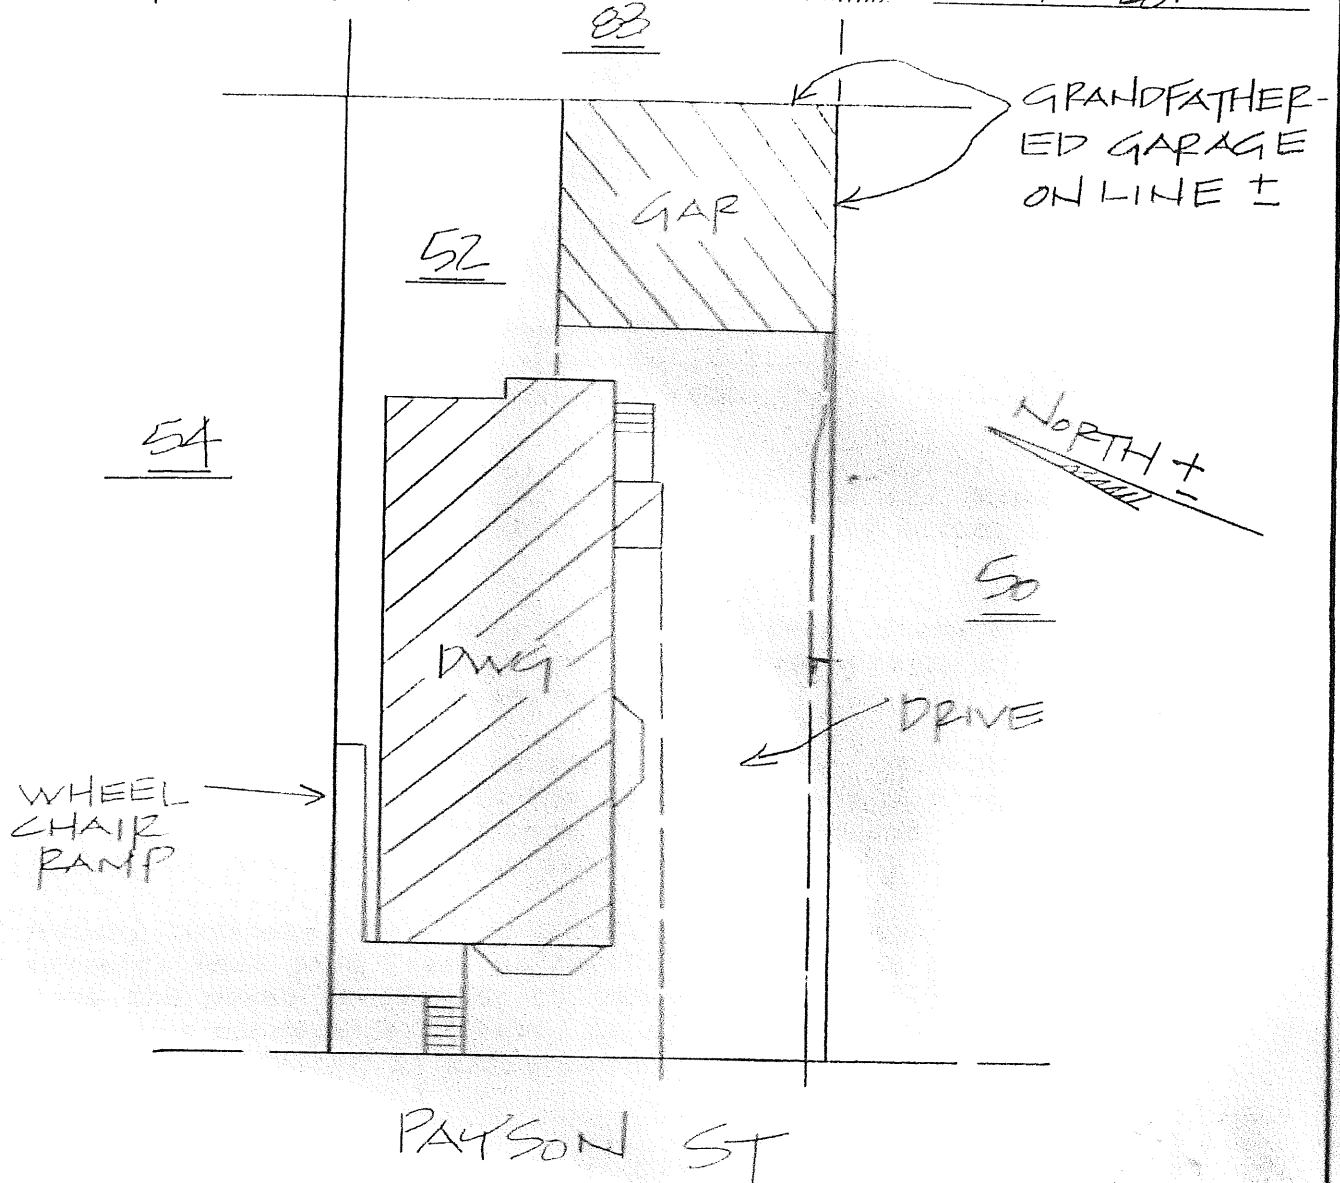 83
GRANDFATHER-
ED GARAGE
ON LINE ±
GAR
52
54
NORTH ±
50
DWG
DRIVE
WHEEL
CHAIR
RAMP
PAYSON ST